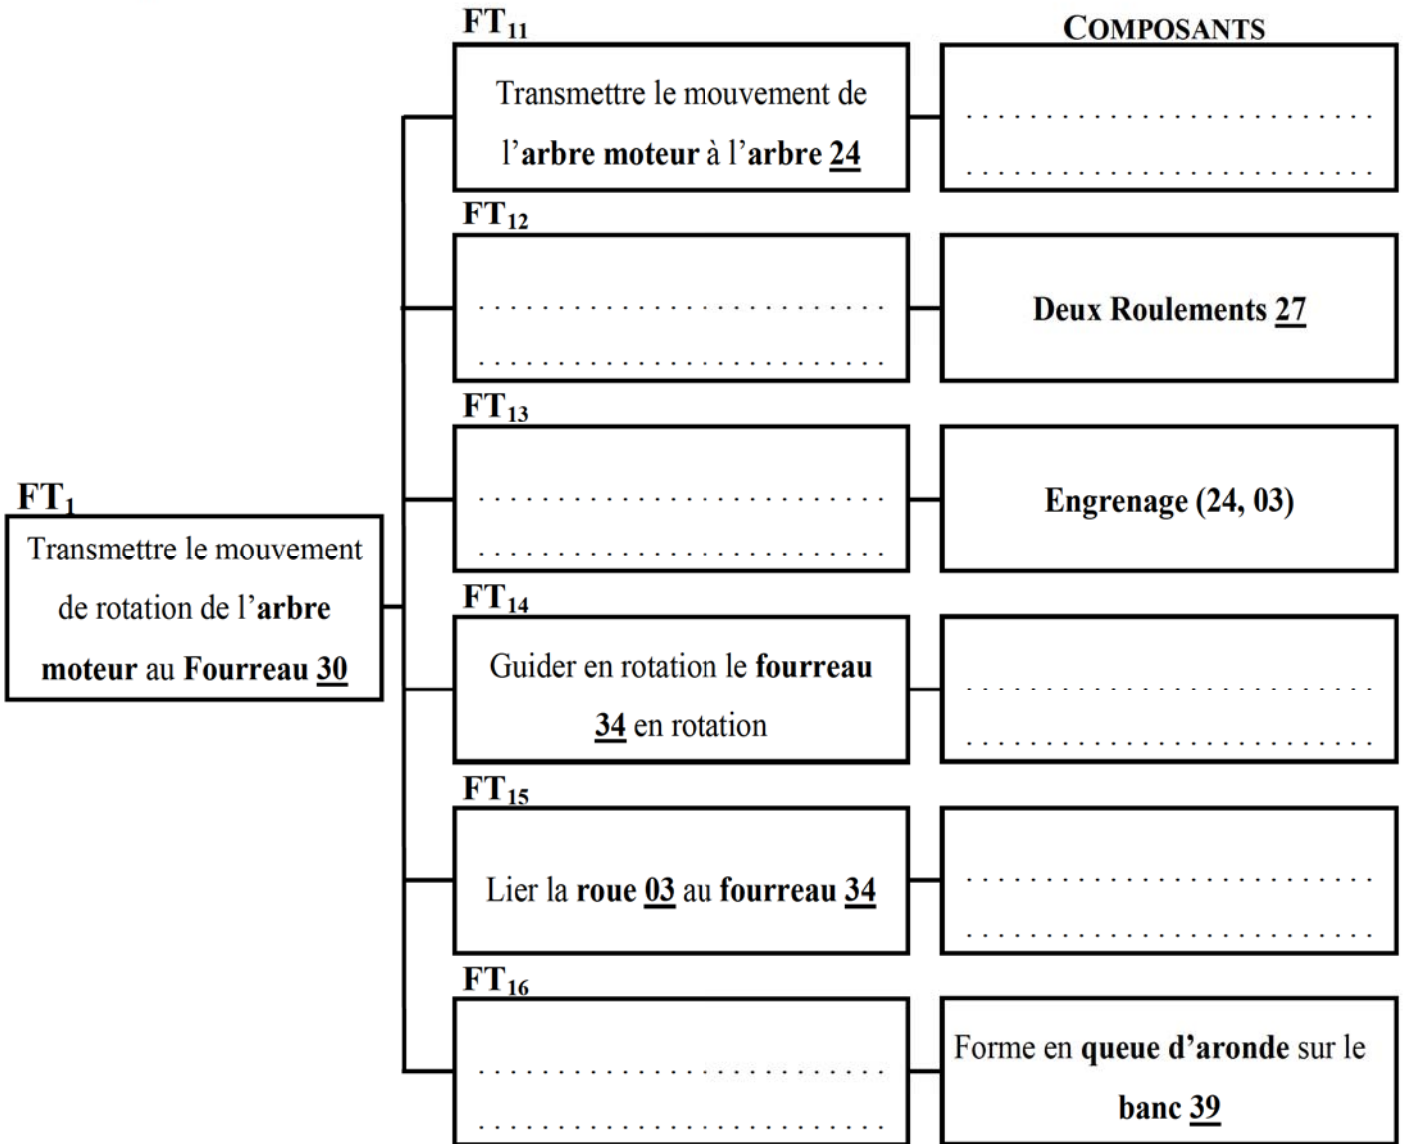 FT11
COMPOSANTS
Transmettre le mouvement de
l'arbre moteur à l'arbre 24
. . . . . . . . . . . . . . . . . . . . . . . . . .
. . . . . . . . . . . . . . . . . . . . . . . . . .
FT12
. . . . . . . . . . . . . . . . . . . . . . . . . .
. . . . . . . . . . . . . . . . . . . . . . . . . .
Deux Roulements 27
FT13
. . . . . . . . . . . . . . . . . . . . . . . . . .
. . . . . . . . . . . . . . . . . . . . . . . . . .
Engrenage (24, 03)
FT1
Transmettre le mouvement
de rotation de l'arbre
moteur au Fourreau 30
FT14
Guider en rotation le fourreau
34 en rotation
. . . . . . . . . . . . . . . . . . . . . . . . . .
. . . . . . . . . . . . . . . . . . . . . . . . . .
FT15
Lier la roue 03 au fourreau 34
. . . . . . . . . . . . . . . . . . . . . . . . . .
. . . . . . . . . . . . . . . . . . . . . . . . . .
FT16
. . . . . . . . . . . . . . . . . . . . . . . . . .
. . . . . . . . . . . . . . . . . . . . . . . . . .
Forme en queue d'aronde sur le
banc 39